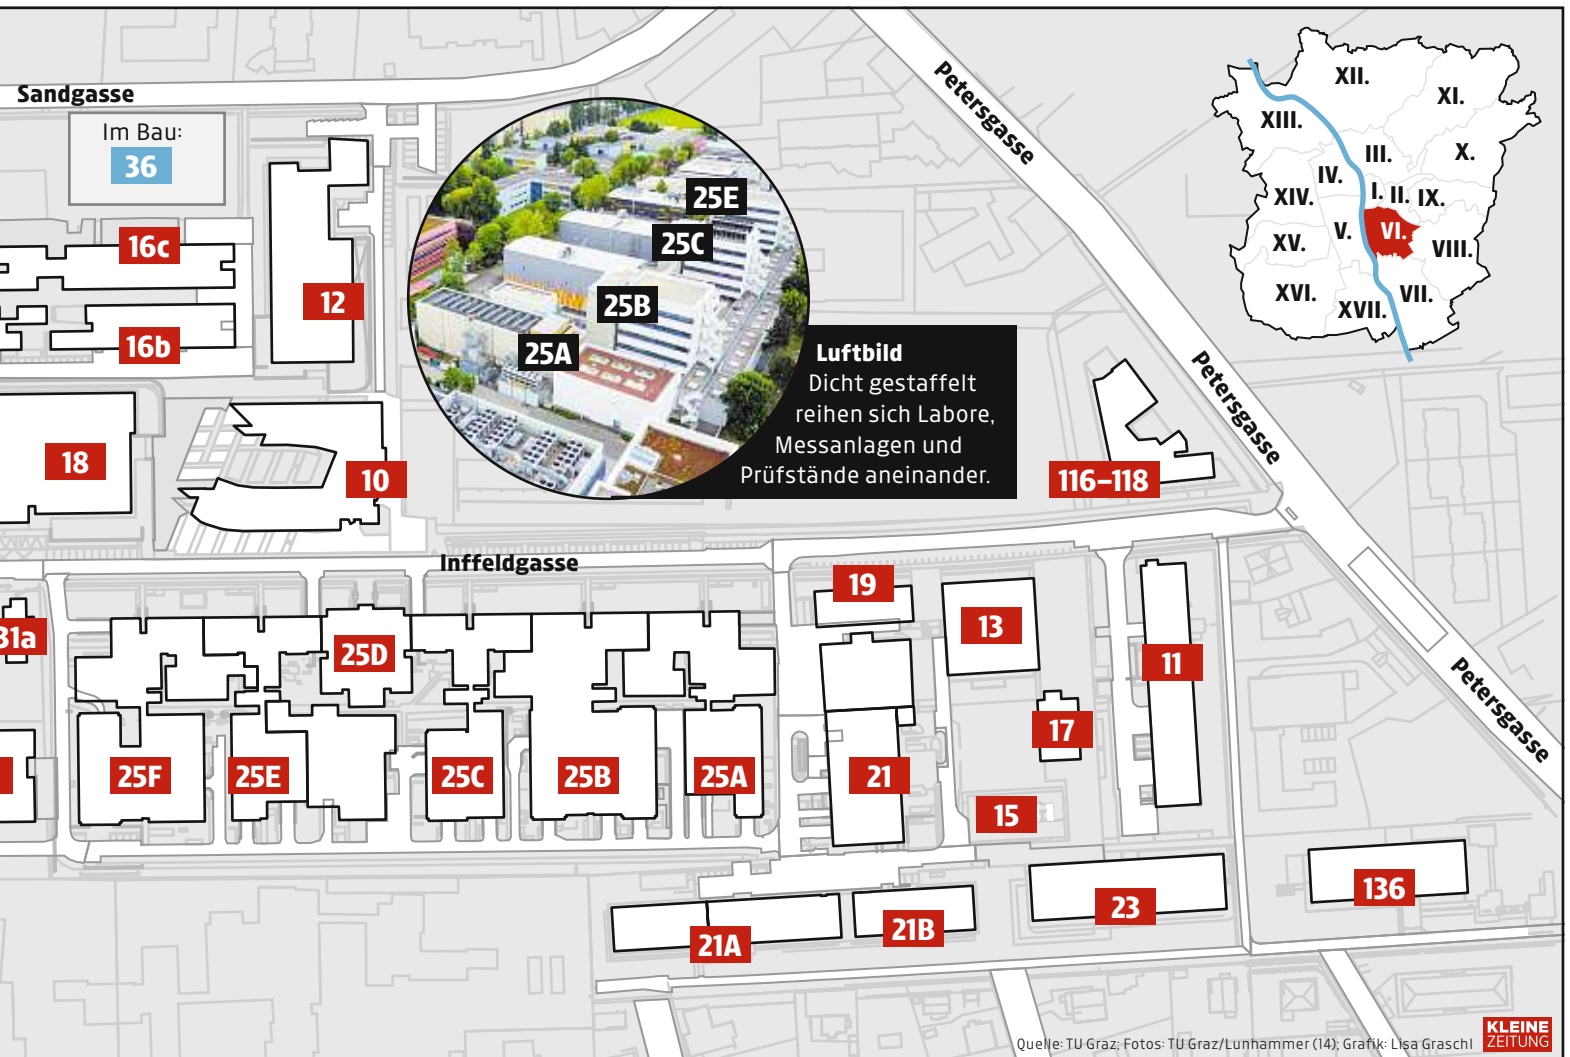 Sandgasse
Im Bau:
36
16c
12
16b
18
10
25E
25C
25B
25A
Luftbild
Dicht gestaffelt
reihen sich Labore,
Messanlagen und
Prüfstände aneinander.
Petersgasse
Petersgasse
Petersgasse
XII.
XI.
XIII.
III.
X.
IV.
XIV.
I.
II.
IX.
V.
VI.
XV.
VIII.
XVI.
XVII.
VII.
116–118
Inffeldgasse
31a
25D
19
13
11
17
25F
25E
25C
25B
25A
21
15
21A
21B
23
136
Quelle: TU Graz; Fotos: TU Graz/Lunhammer (14); Grafik: Lisa Graschl
KLEINE
ZEITUNG